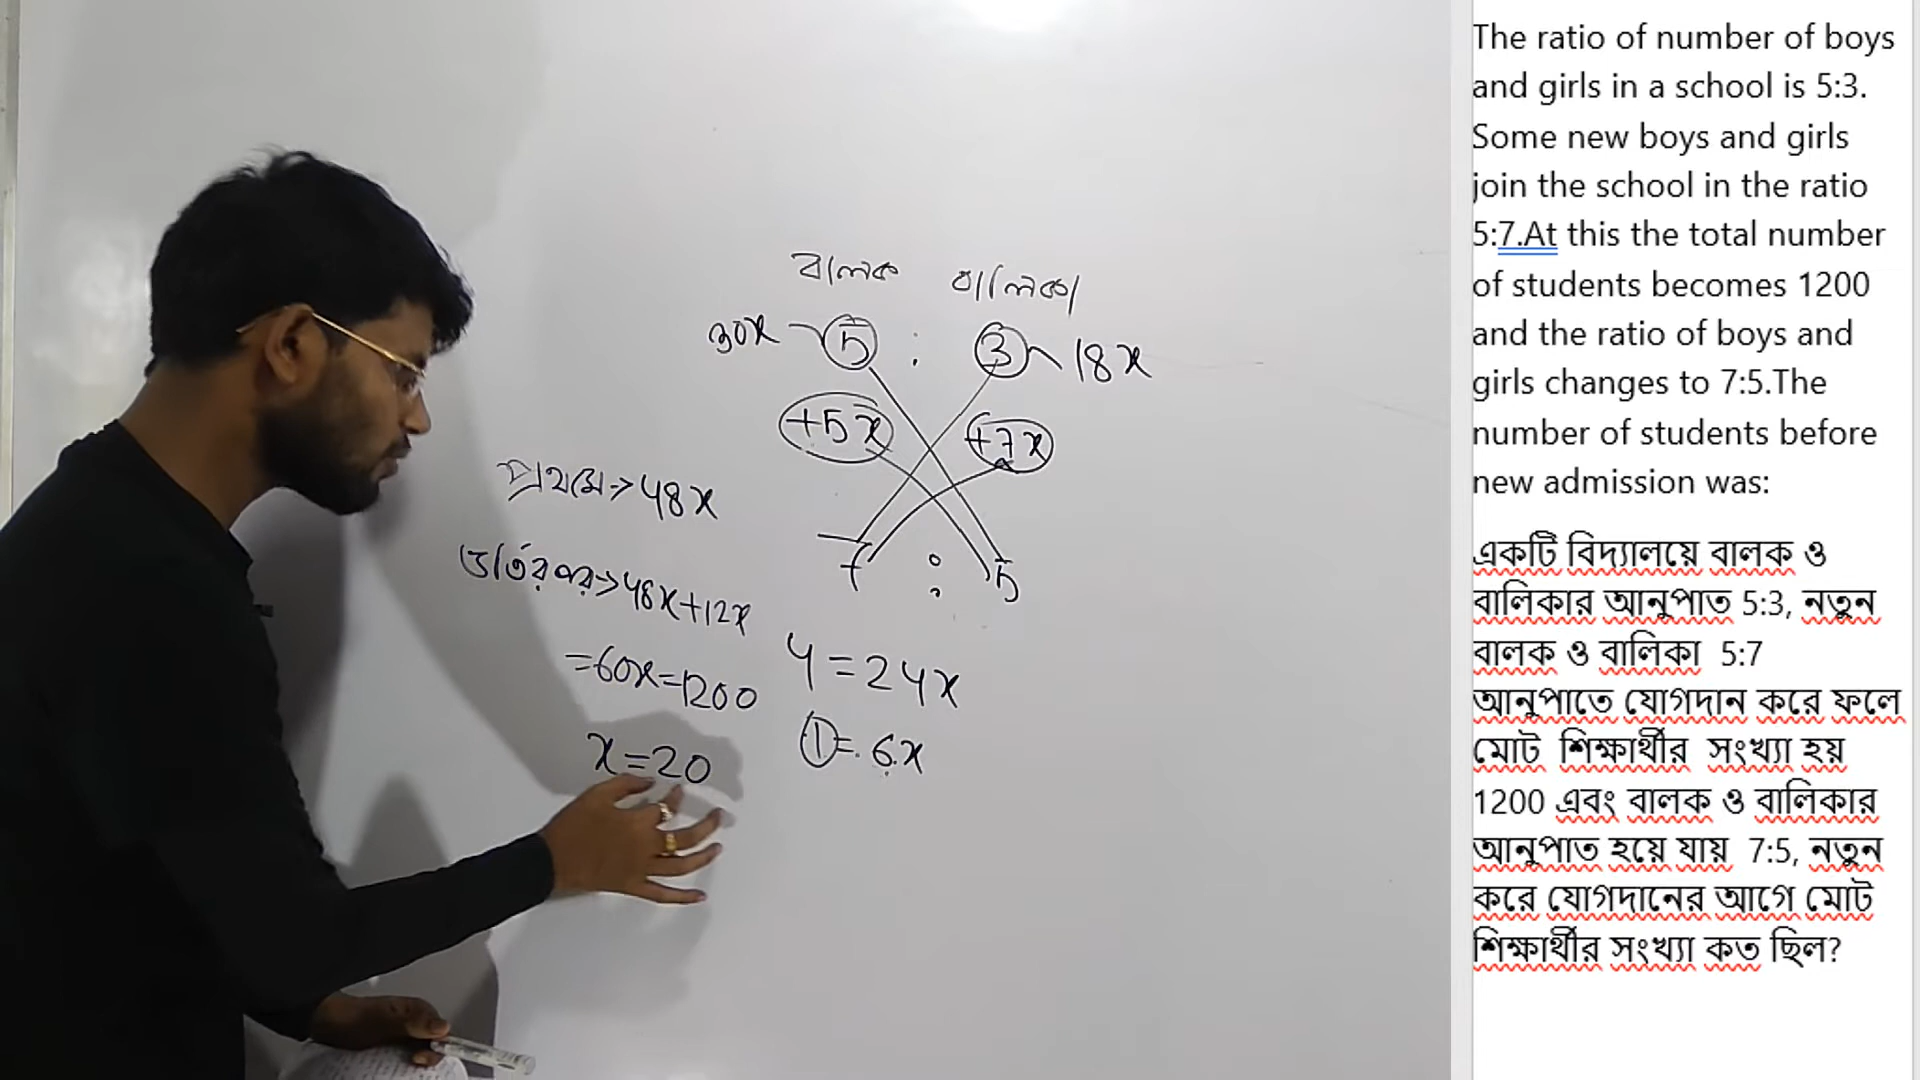 বালক বালিকা
30x 5 : 3 18x
+5x +7x
প্রথমে→48x
7 : 5
ভর্তির পর→48x+12x
=60x=1200
4=24x
x=20
1=6x
The ratio of number of boys
and girls in a school is 5:3.
Some new boys and girls
join the school in the ratio
5:7.At this the total number
of students becomes 1200
and the ratio of boys and
girls changes to 7:5.The
number of students before
new admission was:
একটি বিদ্যালয়ে বালক ও
বালিকার আনুপাত 5:3, নতুন
বালক ও বালিকা 5:7
আনুপাতে যোগদান করে ফলে
মোট শিক্ষার্থীর সংখ্যা হয়
1200 এবং বালক ও বালিকার
আনুপাত হয়ে যায় 7:5, নতুন
করে যোগদানের আগে মোট
শিক্ষার্থীর সংখ্যা কত ছিল?